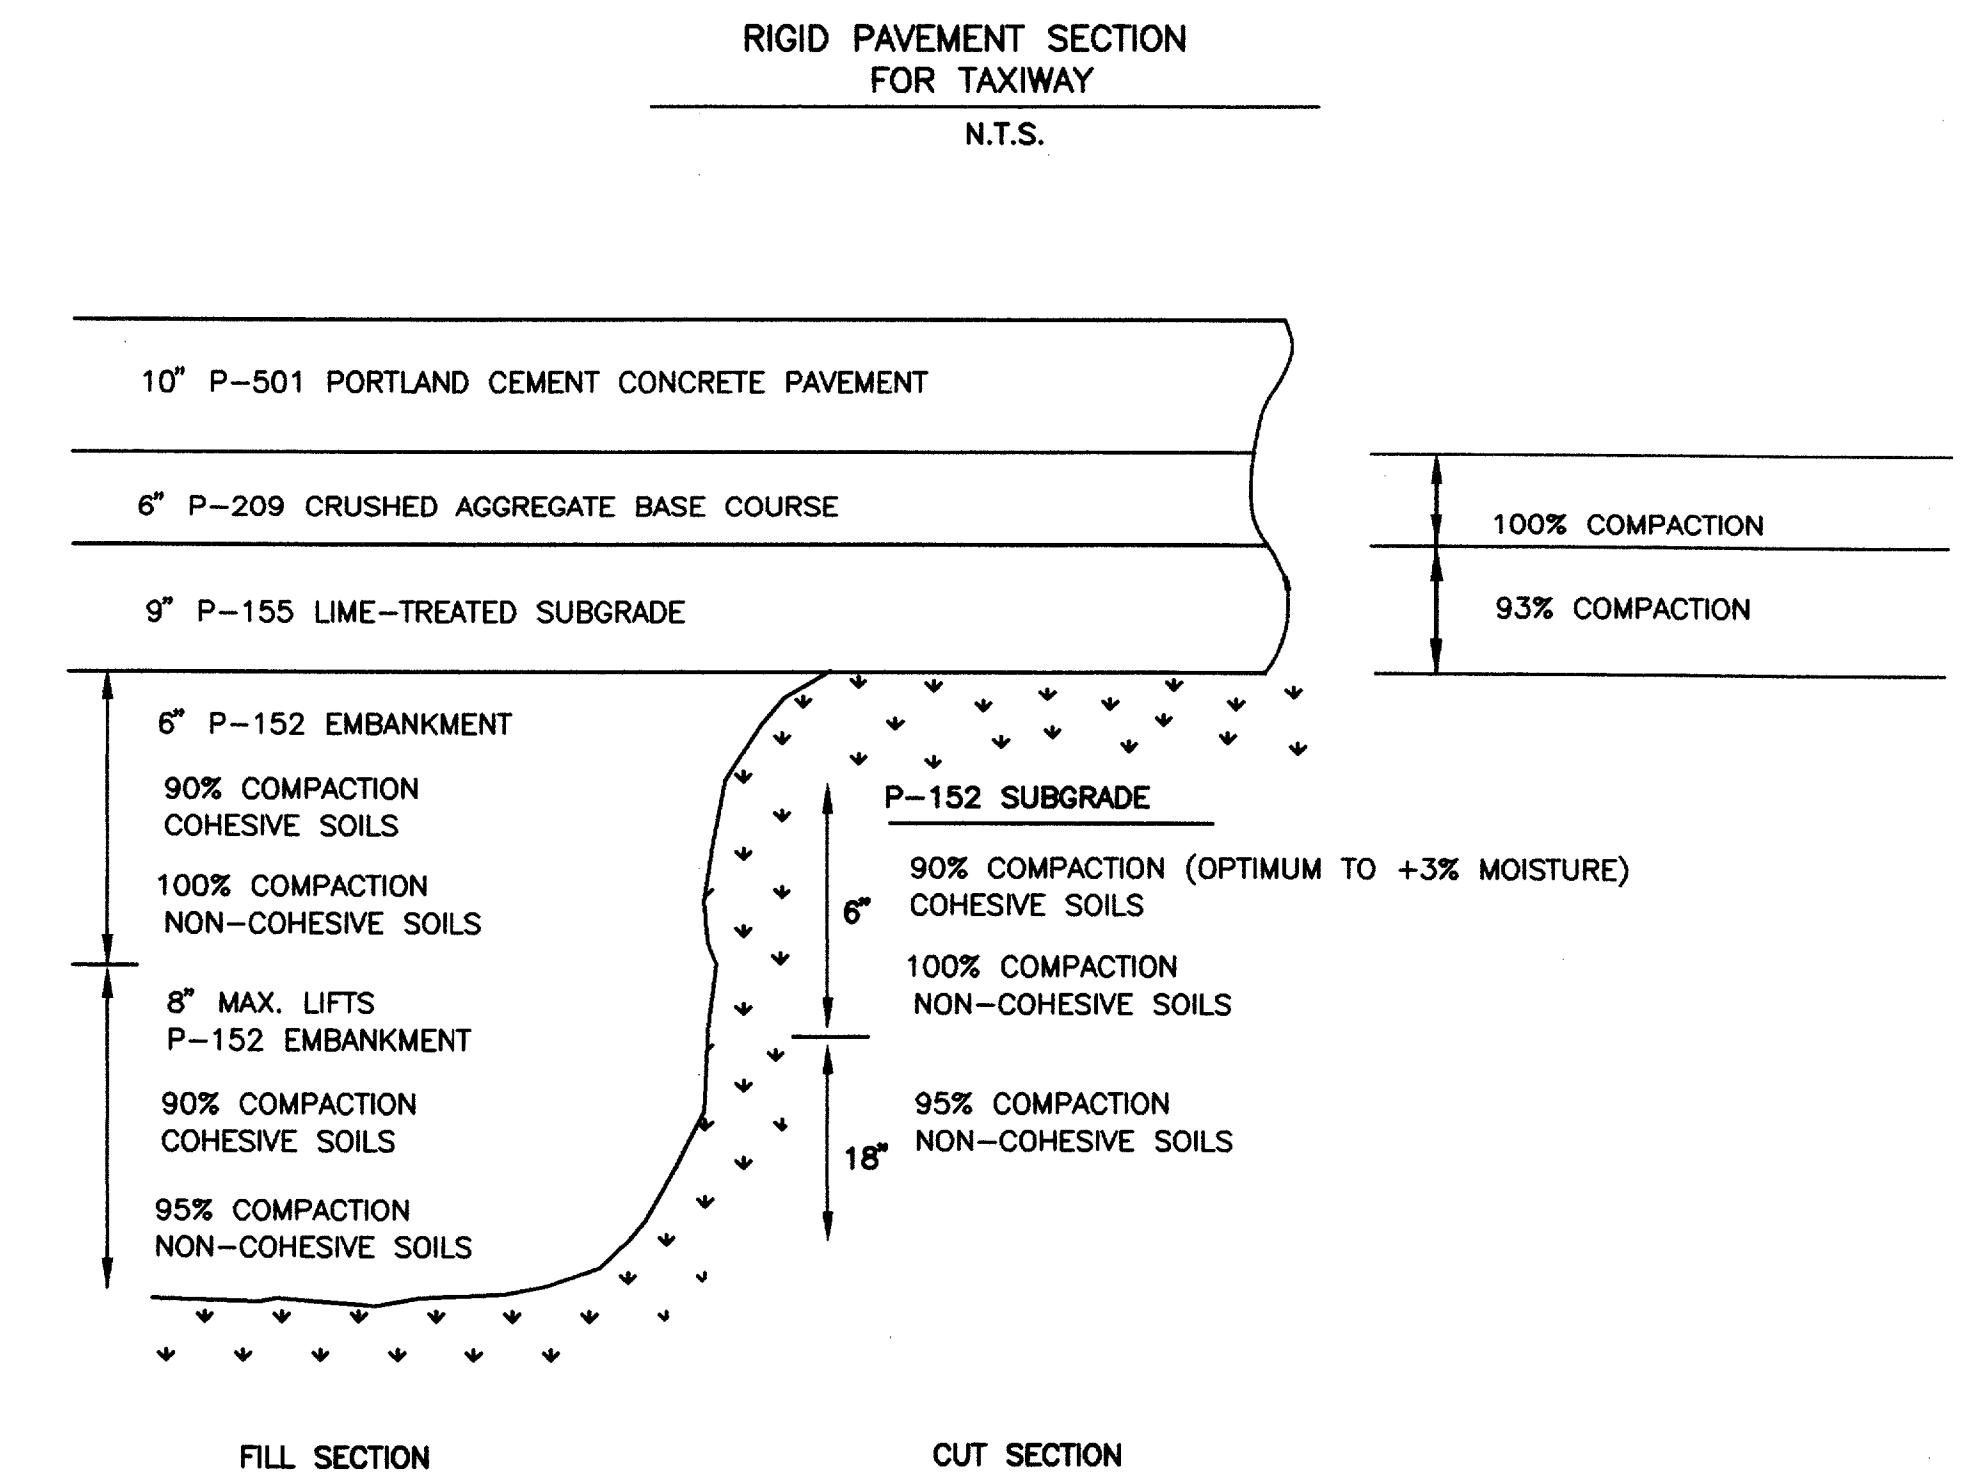 RIGID PAVEMENT SECTION
FOR TAXIWAY
N.T.S.
10" P-501 PORTLAND CEMENT CONCRETE PAVEMENT
6" P-209 CRUSHED AGGREGATE BASE COURSE
100% COMPACTION
9" P-155 LIME-TREATED SUBGRADE
93% COMPACTION
6" P-152 EMBANKMENT
90% COMPACTION
COHESIVE SOILS
100% COMPACTION
NON-COHESIVE SOILS
8" MAX. LIFTS
P-152 EMBANKMENT
90% COMPACTION
COHESIVE SOILS
95% COMPACTION
NON-COHESIVE SOILS
P-152 SUBGRADE
90% COMPACTION (OPTIMUM TO +3% MOISTURE)
COHESIVE SOILS
6"
100% COMPACTION
NON-COHESIVE SOILS
95% COMPACTION
NON-COHESIVE SOILS
18"
FILL SECTION
CUT SECTION